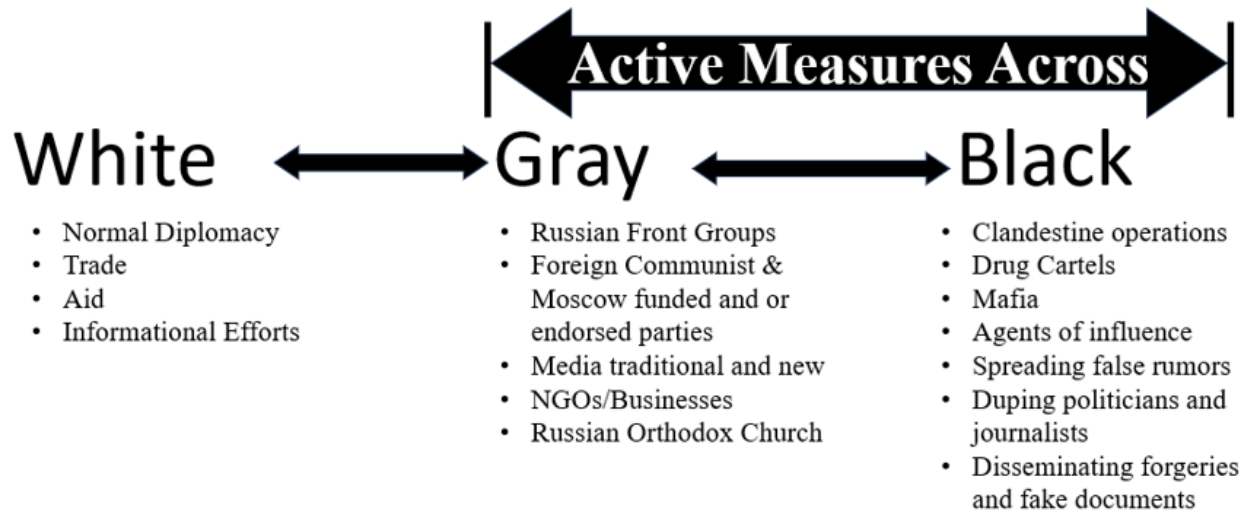 Active Measures Across
White
Gray
Black
• Normal Diplomacy
• Trade
• Aid
• Informational Efforts
• Russian Front Groups
• Foreign Communist &
Moscow funded and or
endorsed parties
• Media traditional and new
• NGOs/Businesses
• Russian Orthodox Church
• Clandestine operations
• Drug Cartels
• Mafia
• Agents of influence
• Spreading false rumors
• Duping politicians and
journalists
• Disseminating forgeries
and fake documents